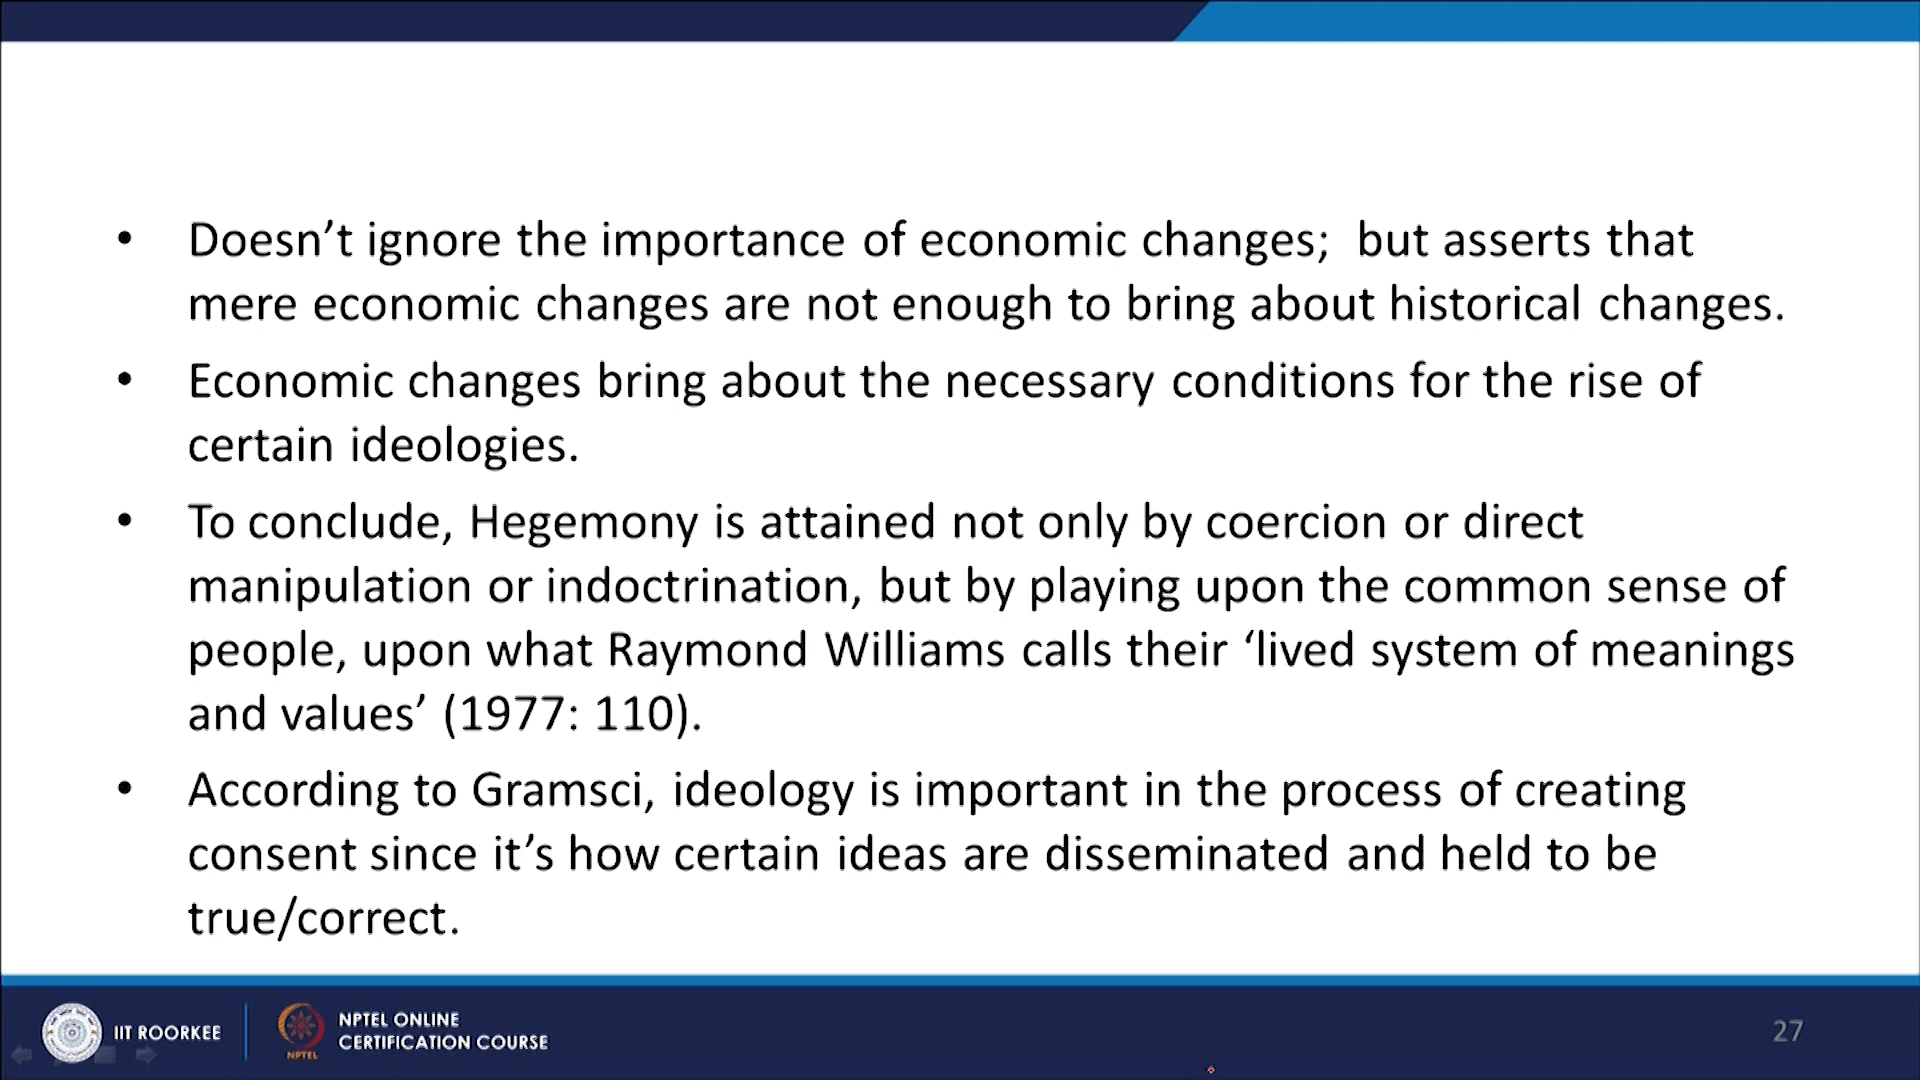 • Doesn’t ignore the importance of economic changes;  but asserts that
mere economic changes are not enough to bring about historical changes.
• Economic changes bring about the necessary conditions for the rise of
certain ideologies.
• To conclude, Hegemony is attained not only by coercion or direct
manipulation or indoctrination, but by playing upon the common sense of
people, upon what Raymond Williams calls their ‘lived system of meanings
and values’ (1977: 110).
• According to Gramsci, ideology is important in the process of creating
consent since it’s how certain ideas are disseminated and held to be
true/correct.
IIT ROORKEE
NPTEL
NPTEL ONLINE
CERTIFICATION COURSE
27